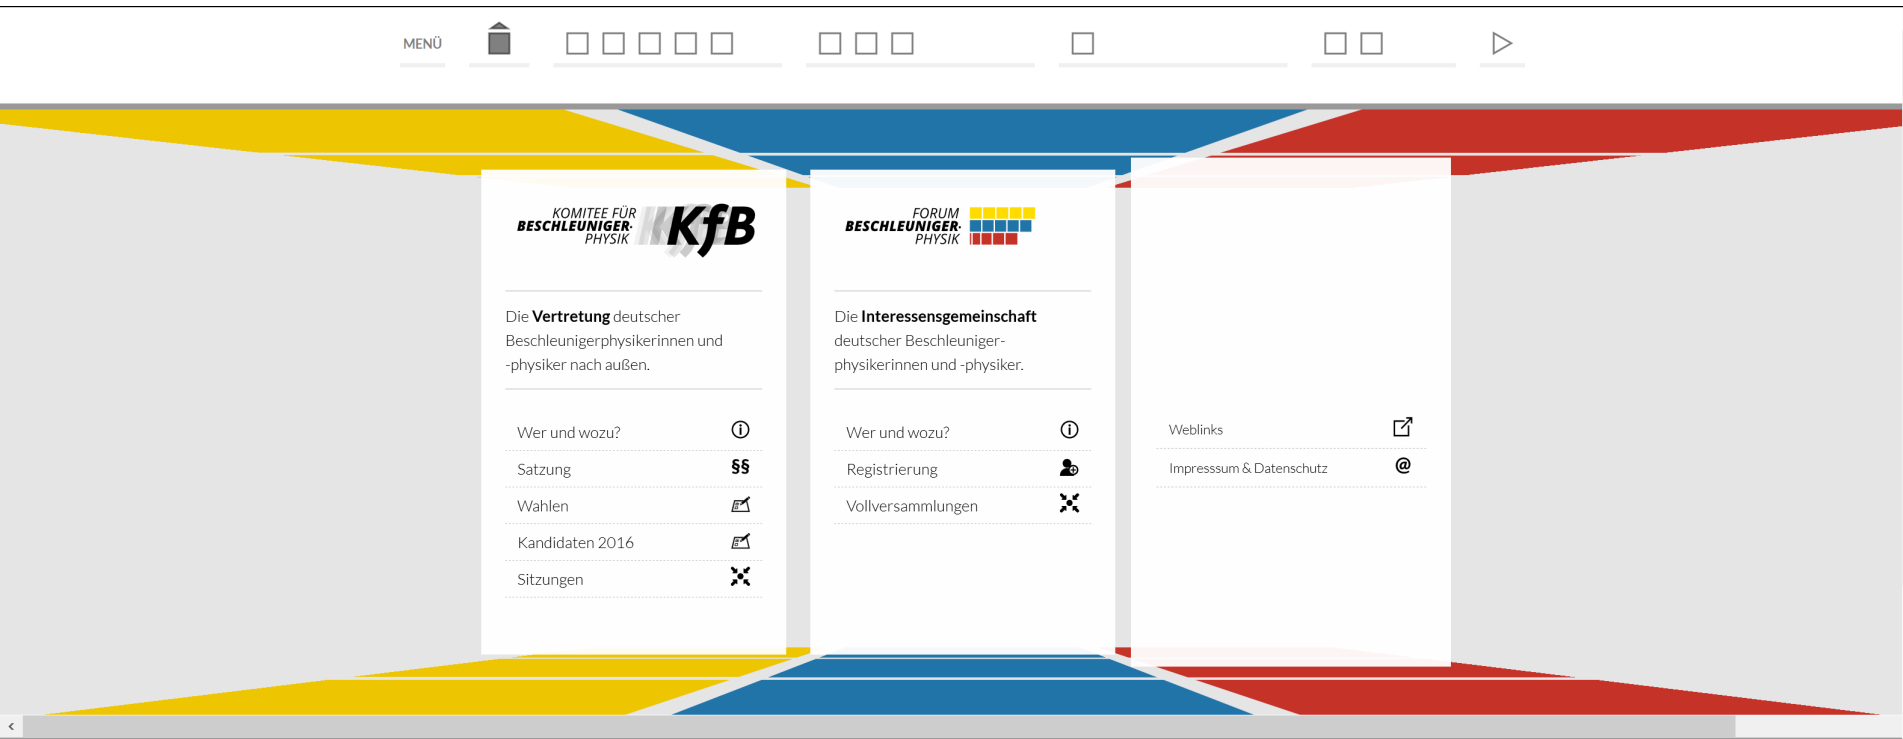 MENÜ
KOMITEE FÜR
BESCHLEUNIGER-
PHYSIK
KfB
Die Vertretung deutscher
Beschleunigerphysikerinnen und
-physiker nach außen.
Wer und wozu?
Satzung §§
Wahlen
Kandidaten 2016
Sitzungen
FORUM
BESCHLEUNIGER-
PHYSIK
Die Interessensgemeinschaft
deutscher Beschleuniger-
physikerinnen und -physiker.
Wer und wozu?
Registrierung
Vollversammlungen
Weblinks
Impresssum & Datenschutz @